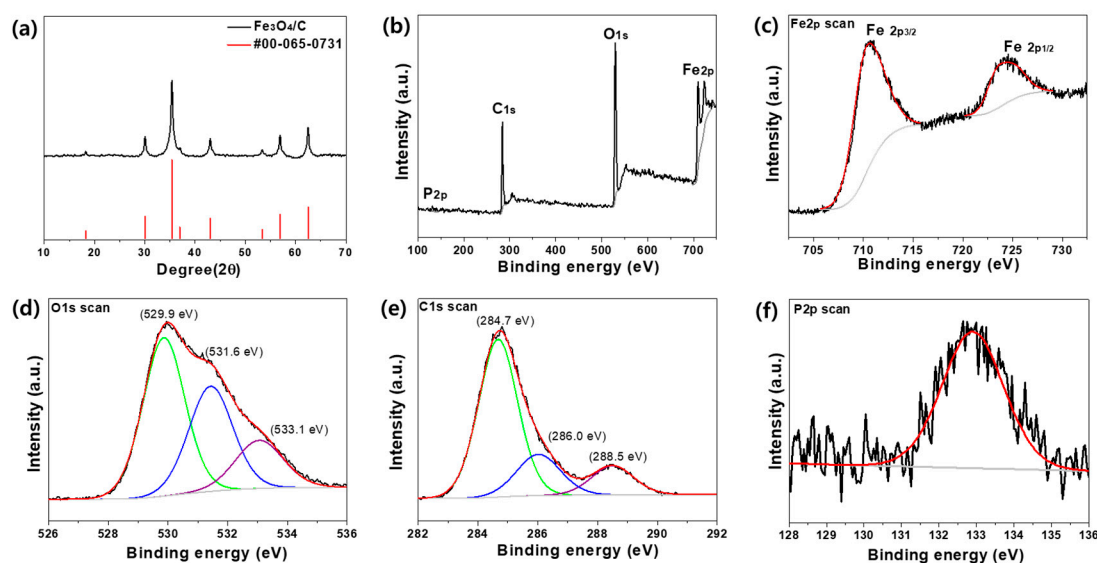 (a)
Fe3O4/C
#00-065-0731
Intensity (a.u.)
10 20 30 40 50 60 70
Degree(2θ)
(b)
P2p
C1s
O1s
Fe2p
Intensity (a.u.)
100 200 300 400 500 600 700
Binding energy (eV)
(c)
Fe2p scan
Fe 2p3/2
Fe 2p1/2
Intensity (a.u.)
705 710 715 720 725 730
Binding energy (eV)
(d)
O1s scan
(529.9 eV)
(531.6 eV)
(533.1 eV)
Intensity (a.u.)
526 528 530 532 534 536
Binding energy (eV)
(e)
C1s scan
(284.7 eV)
(286.0 eV)
(288.5 eV)
Intensity (a.u.)
282 284 286 288 290 292
Binding energy (eV)
(f)
P2p scan
Intensity (a.u.)
128 129 130 131 132 133 134 135 136
Binding energy (eV)